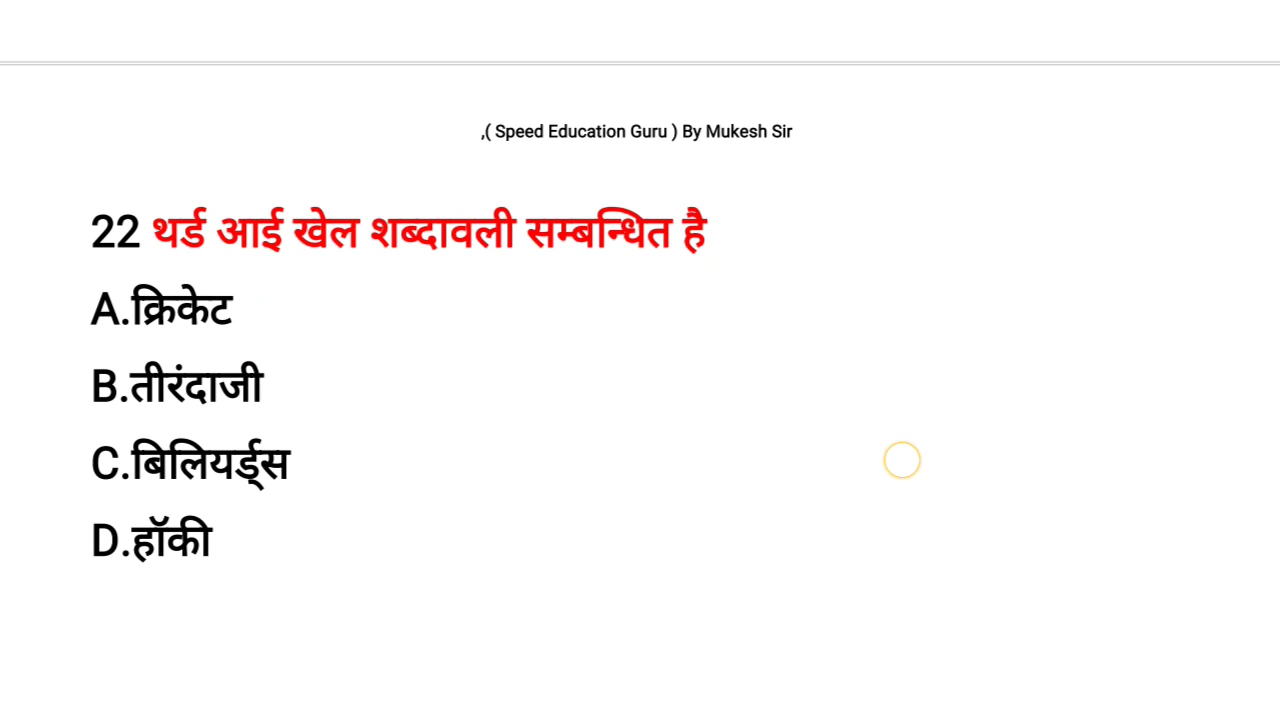 ,( Speed Education Guru ) By Mukesh Sir
22 थर्ड आई खेल शब्दावली सम्बन्धित है
A.क्रिकेट
B.तीरंदाजी
C.बिलियर्ड्स
D.हॉकी